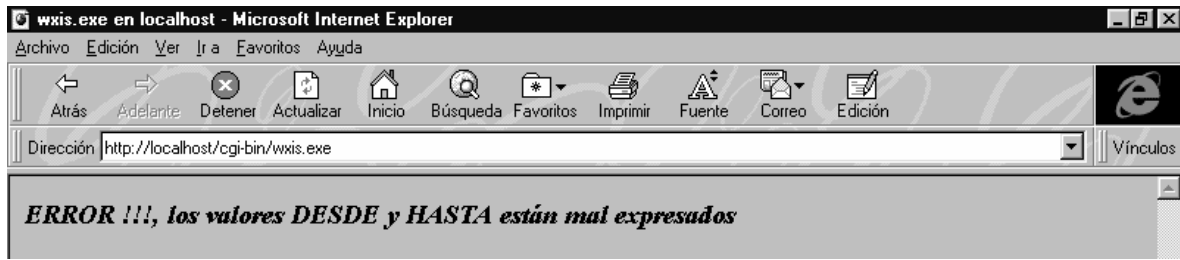 wxis.exe en localhost - Microsoft Internet Explorer
Archivo Edición Ver Ir a Favoritos Ayuda
Atrás Adelante Detener Actualizar Inicio Búsqueda Favoritos Imprimir Fuente Correo Edición
Dirección http://localhost/cgi-bin/wxis.exe Vínculos
ERROR !!!, los valores DESDE y HASTA están mal expresados